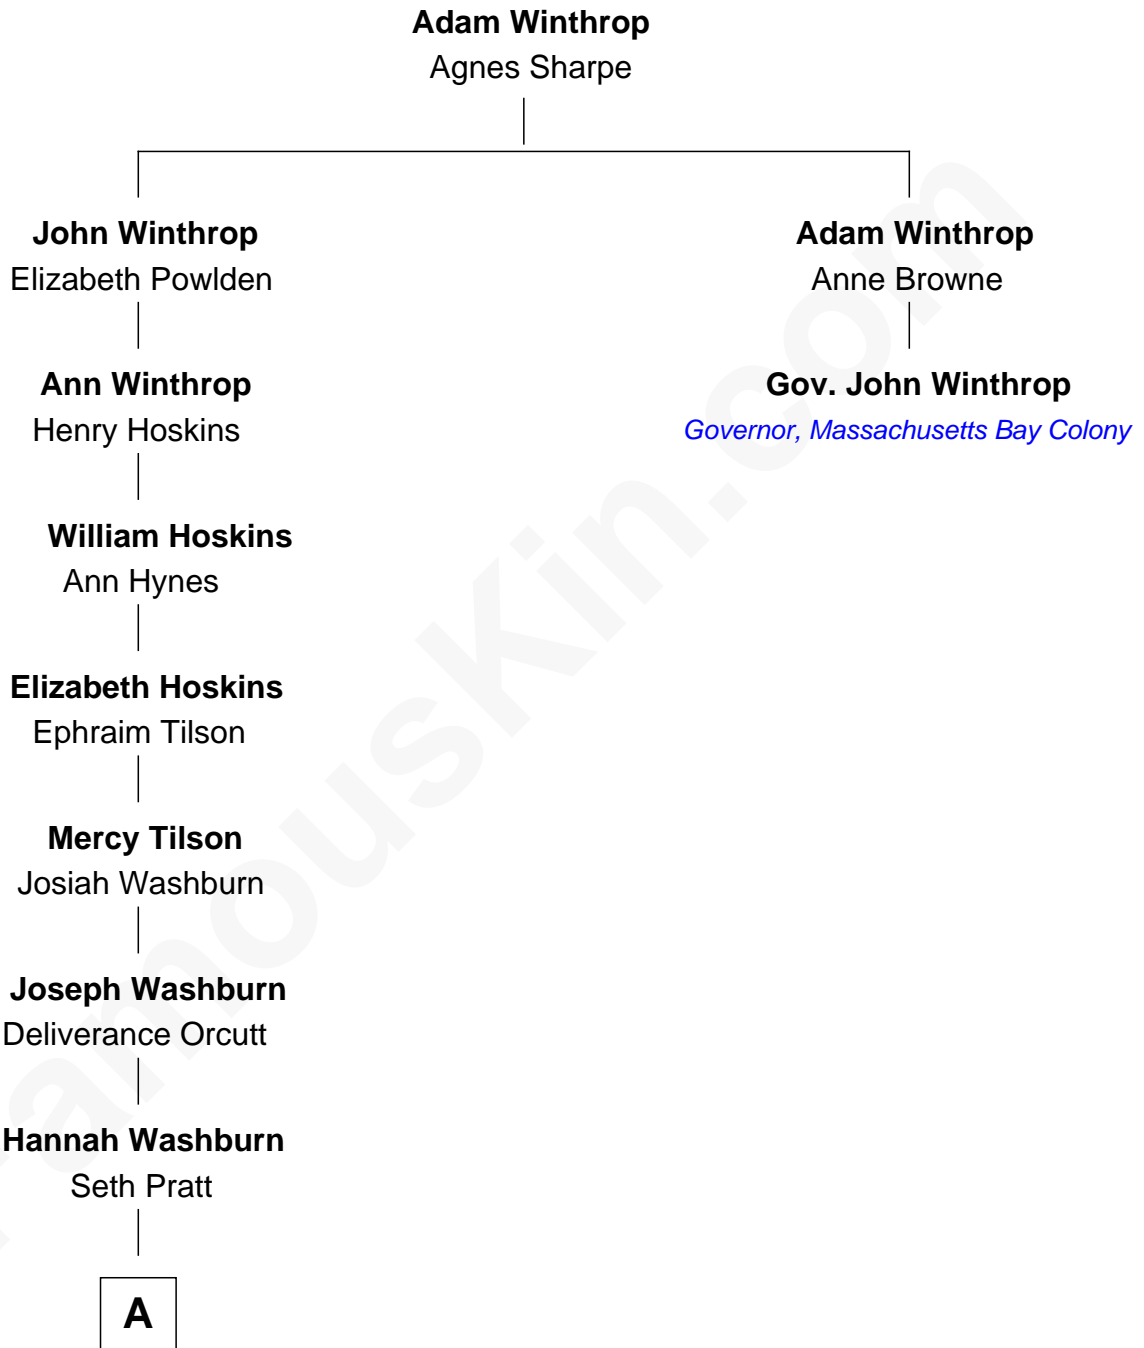 Adam Winthrop
Agnes Sharpe
John Winthrop
Elizabeth Powlden
Adam Winthrop
Anne Browne
Ann Winthrop
Henry Hoskins
Gov. John Winthrop
Governor, Massachusetts Bay Colony
William Hoskins
Ann Hynes
Elizabeth Hoskins
Ephraim Tilson
Mercy Tilson
Josiah Washburn
Joseph Washburn
Deliverance Orcutt
Hannah Washburn
Seth Pratt
A
FamousKin.com